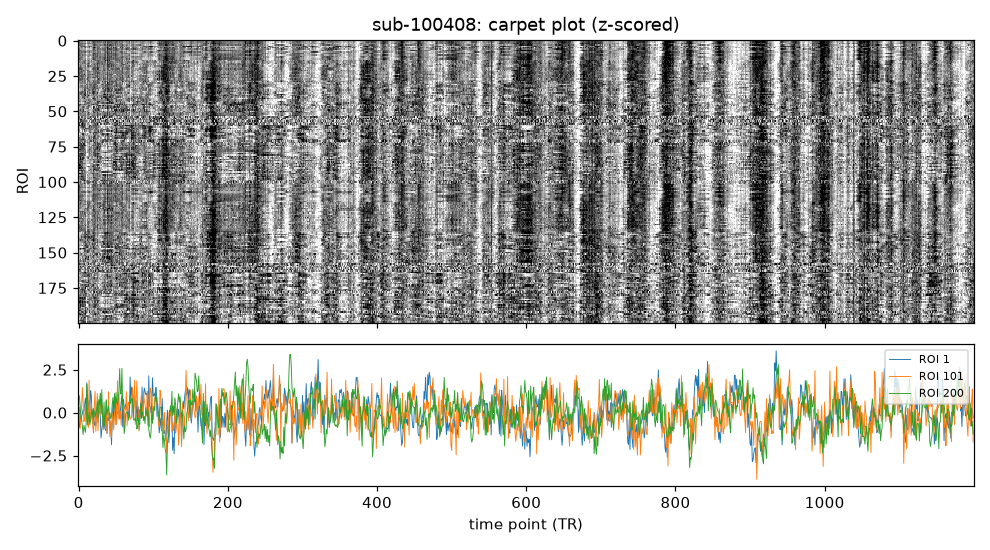 sub-100408: carpet plot (z-scored)
0
25
50
75
100
125
150
175
ROI
2.5
0.0
−2.5
ROI 1
ROI 101
ROI 200
0 200 400 600 800 1000
time point (TR)